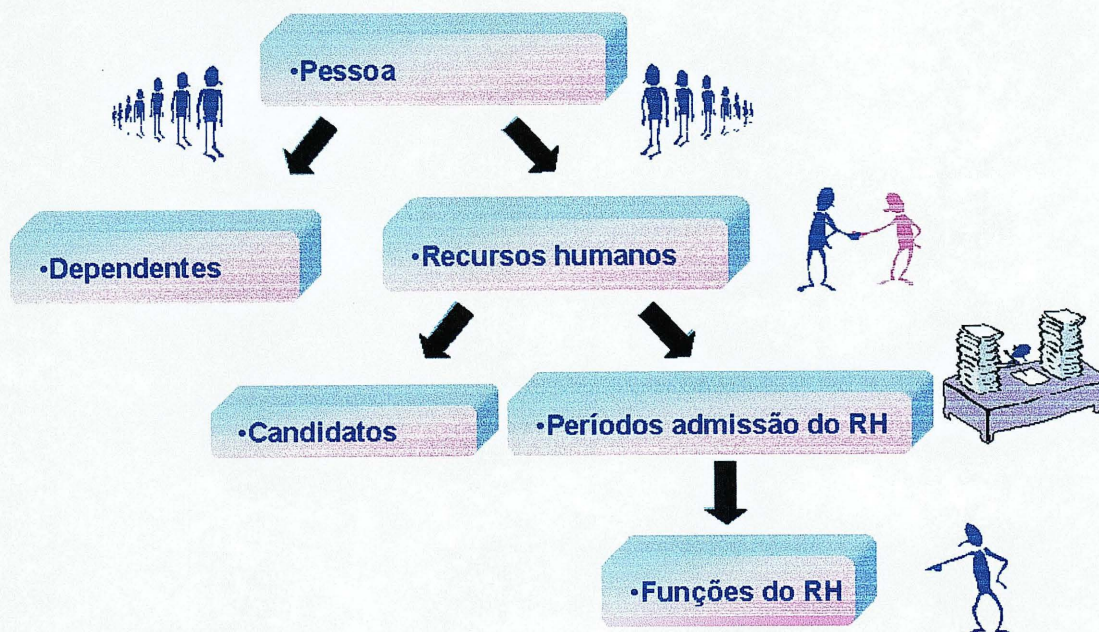 •Pessoa
•Dependentes
•Recursos humanos
•Candidatos
•Períodos admissão do RH
•Funções do RH